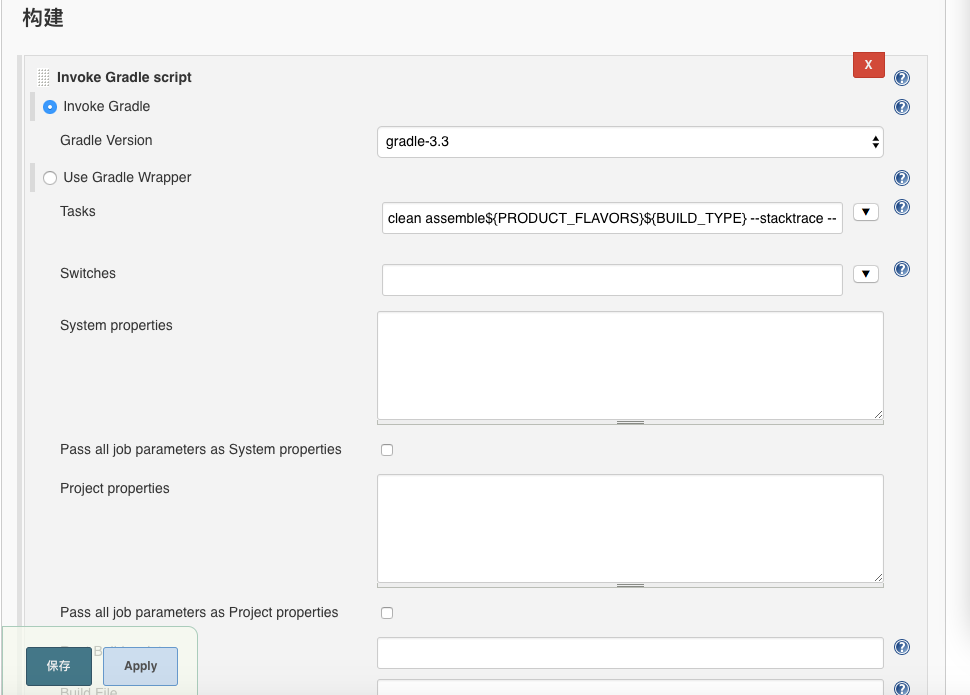 构建
Invoke Gradle script
X
Invoke Gradle
Gradle Version
gradle-3.3
Use Gradle Wrapper
Tasks
clean assemble${PRODUCT_FLAVORS}${BUILD_TYPE} --stacktrace --
Switches
System properties
Pass all job parameters as System properties
Project properties
Pass all job parameters as Project properties
保存
Apply
Build File